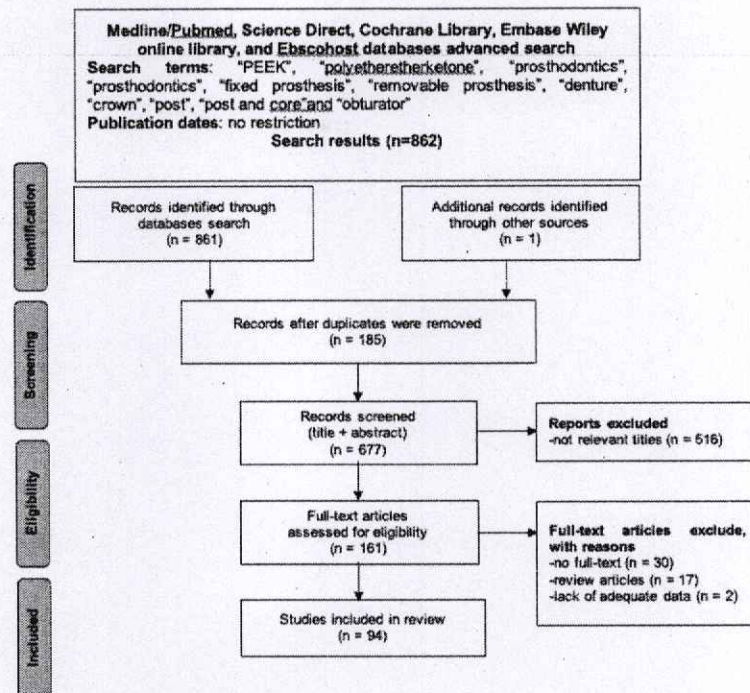 Medline/Pubmed, Science Direct, Cochrane Library, Embase Wiley
online library, and Ebscohost databases advanced search
Search terms: "PEEK", "polyetheretherketone", "prosthodontics",
"prosthodontics", "fixed prosthesis", "removable prosthesis", "denture",
"crown", "post", "post and core"and "obturator"
Publication dates: no restriction
Search results (n=862)
Identification
Records identified through
databases search
(n = 861)
Additional records identified
through other sources
(n = 1)
Screening
Records after duplicates were removed
(n = 185)
Records screened
(title + abstract)
(n = 677)
Reports excluded
-not relevant titles (n = 516)
Eligibility
Full-text articles
assessed for eligibility
(n = 161)
Full-text articles exclude,
with reasons
-no full-text (n = 30)
-review articles (n = 17)
-lack of adequate data (n = 2)
Included
Studies included in review
(n = 94)